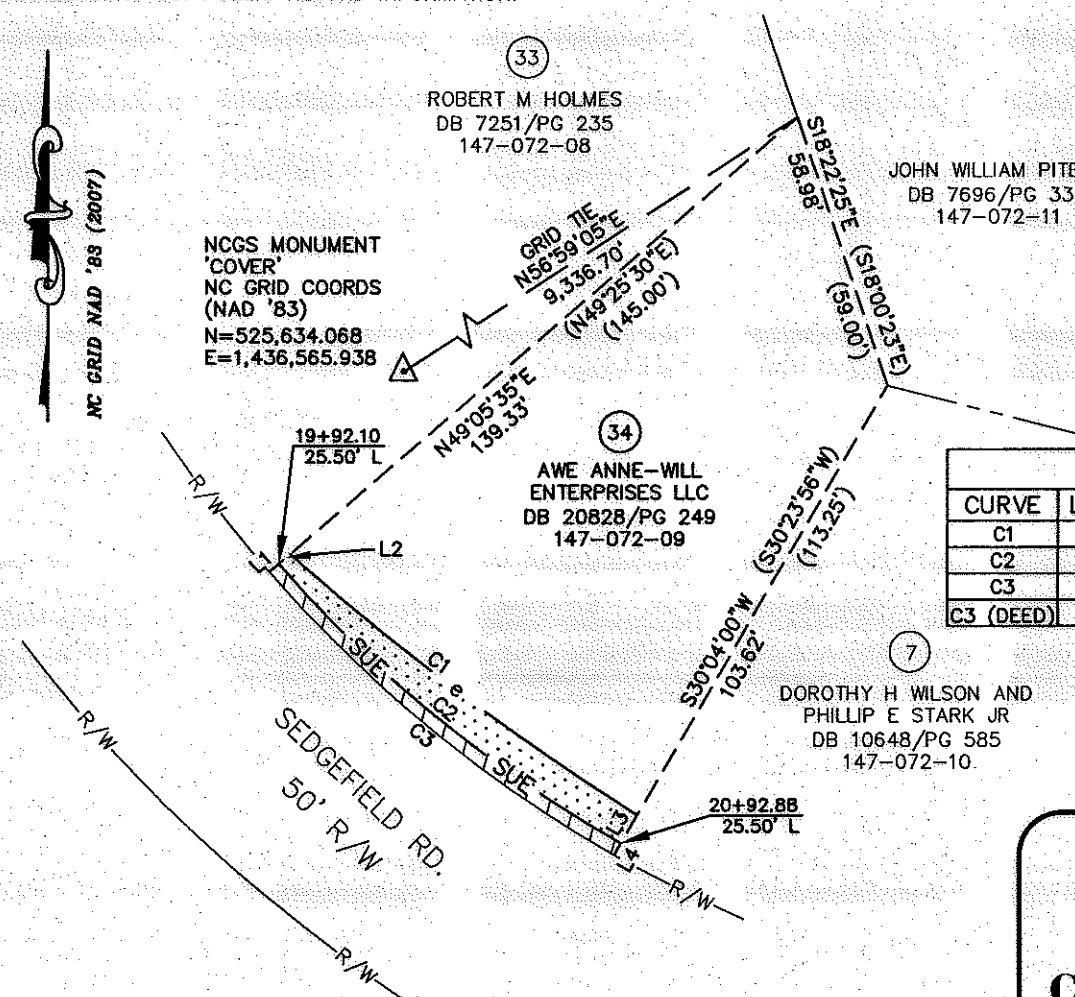 33
ROBERT M HOLMES
DB 7251/PG 235
147-072-08
NC GRID NAD '83 (2007)
NCGS MONUMENT
'COVER'
NC GRID COORDS
(NAD '83)
N=525,634.068
E=1,436,565.938
GRID TIE
N56°59'05"E
9,336.70'
(N49°25'30"E)
(145.00')
N49°05'35"E
139.33'
S18°22'25"E (S18°00'23"E)
58.98' (59.00')
JOHN WILLIAM
DB 7696/PG
147-072-11
19+92.10
25.50' L
L2
34
AWE ANNE-WILL
ENTERPRISES LLC
DB 20828/PG 249
147-072-09
(S30°23'56"W)
(113.25')
S30°04'00"W
103.62'
CURVE
C1
C2
C3
C3 (DEED)
7
DOROTHY H WILSON AND
PHILLIP E STARK JR
DB 10648/PG 585
147-072-10
R/W
SUE
C1
e
C2
C3
SUE
L3
20+92.88
25.50' L
R/W
R/W
SEDGEFIELD RD.
50' R/W
R/W